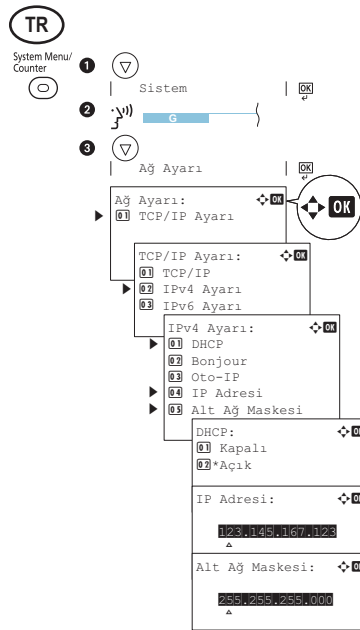 TR
System Menu/
Counter
1
Sistem
OK
2
G
3
Ağ Ayarı
OK
Ağ Ayarı: OK
01 TCP/IP Ayarı
OK
TCP/IP Ayarı: OK
01 TCP/IP
02 IPv4 Ayarı
03 IPv6 Ayarı
IPv4 Ayarı: OK
01 DHCP
02 Bonjour
03 Oto-IP
04 IP Adresi
05 Alt Ağ Maskesi
DHCP: OK
01 Kapalı
02 *Açık
IP Adresi: OK
123.145.167.123
Alt Ağ Maskesi: OK
255.255.255.000